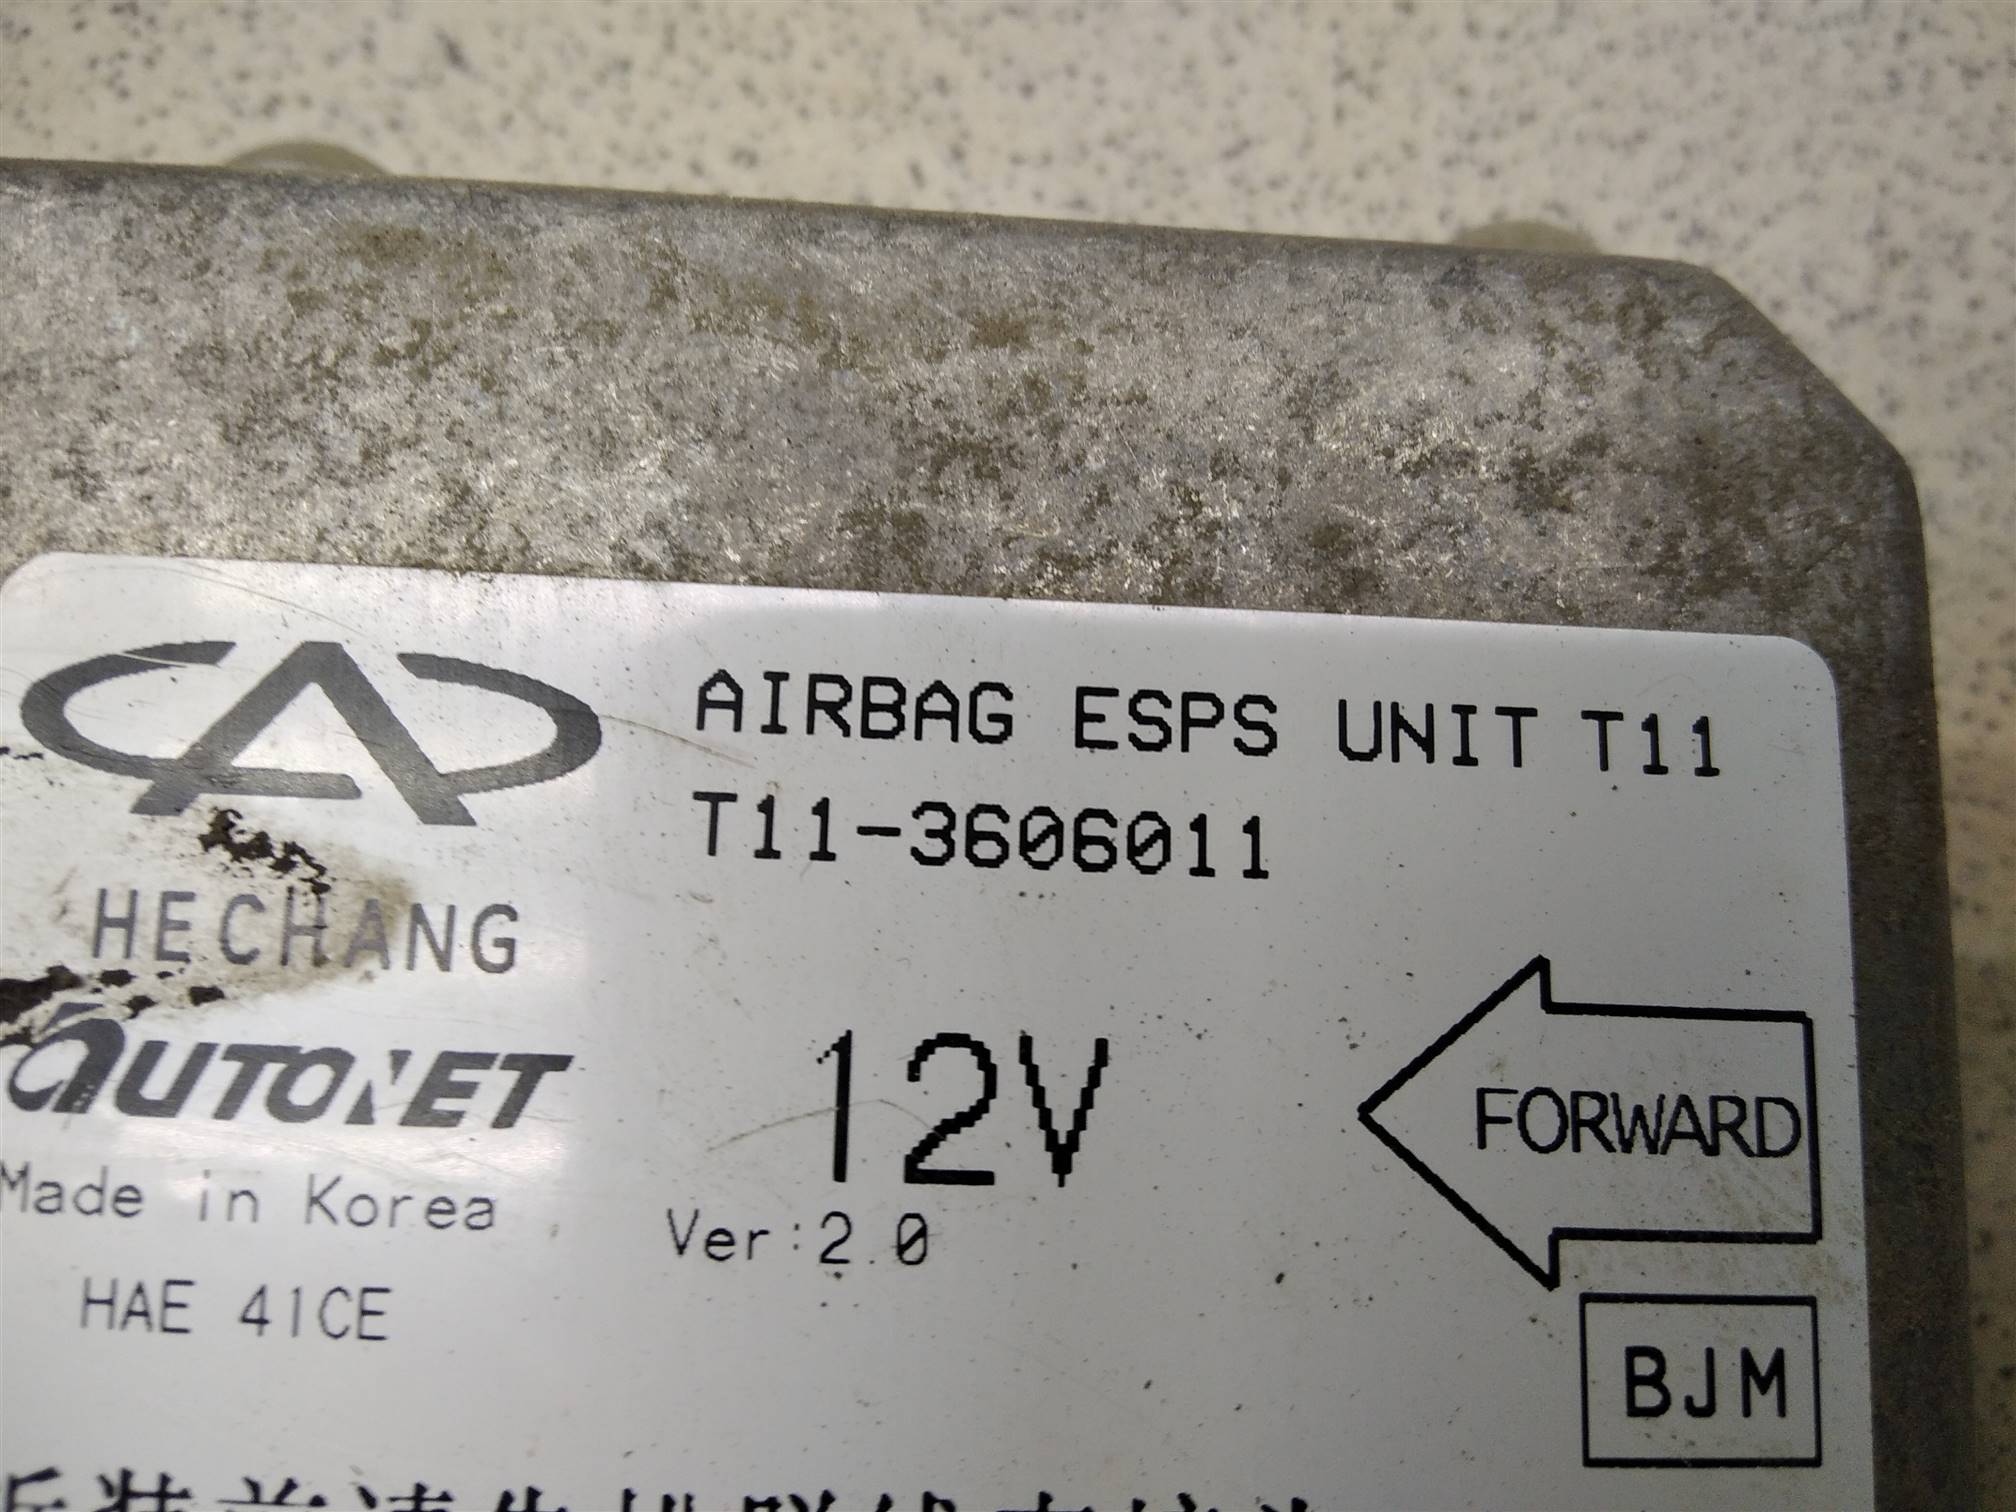 AIRBAG ESPS UNIT T11
T11-3606011
HECHANG
AUTONET
Made in Korea
HAE 41CE
12V
Ver:2.0
FORWARD
BJM